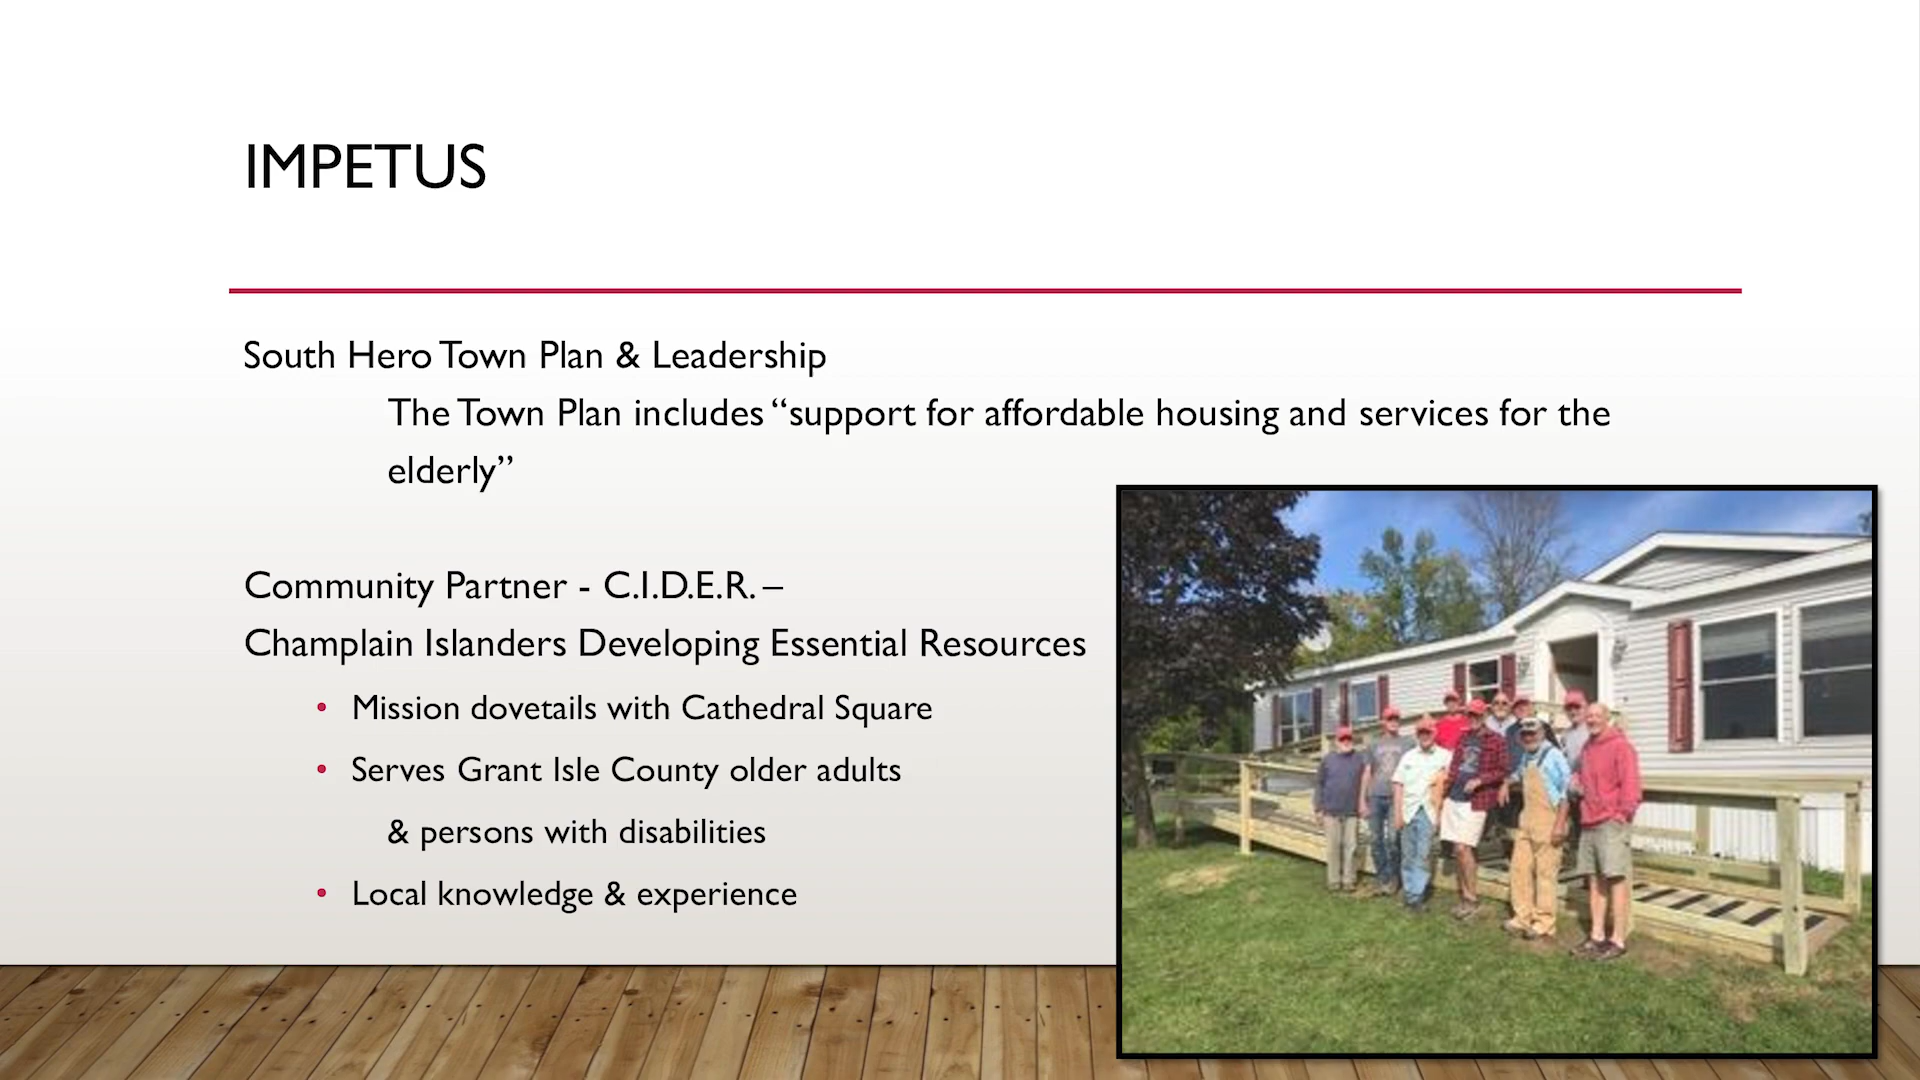 IMPETUS
South Hero Town Plan & Leadership
The Town Plan includes “support for affordable housing and services for the
elderly”
Community Partner - C.I.D.E.R. –
Champlain Islanders Developing Essential Resources
• Mission dovetails with Cathedral Square
• Serves Grant Isle County older adults
& persons with disabilities
• Local knowledge & experience